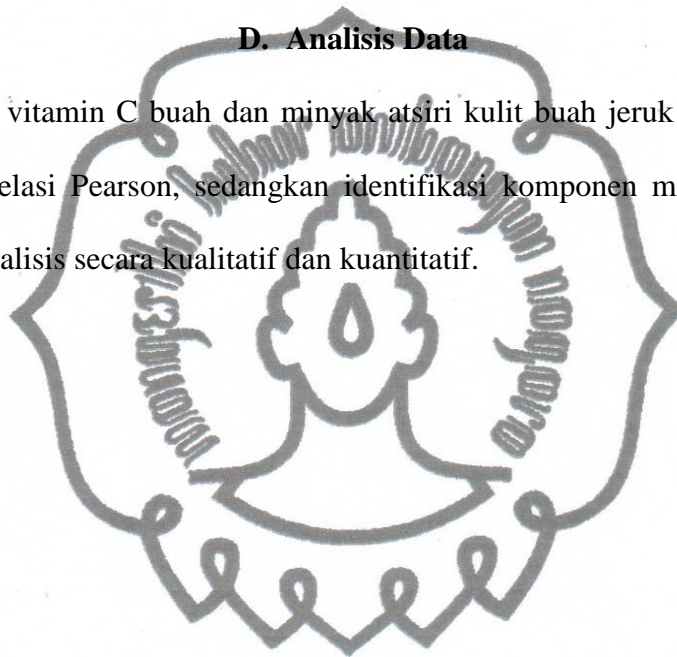 D. Analisis Data
vitamin C buah dan minyak atsiri kulit buah jeruk
elasi Pearson, sedangkan identifikasi komponen m
alisis secara kualitatif dan kuantitatif.